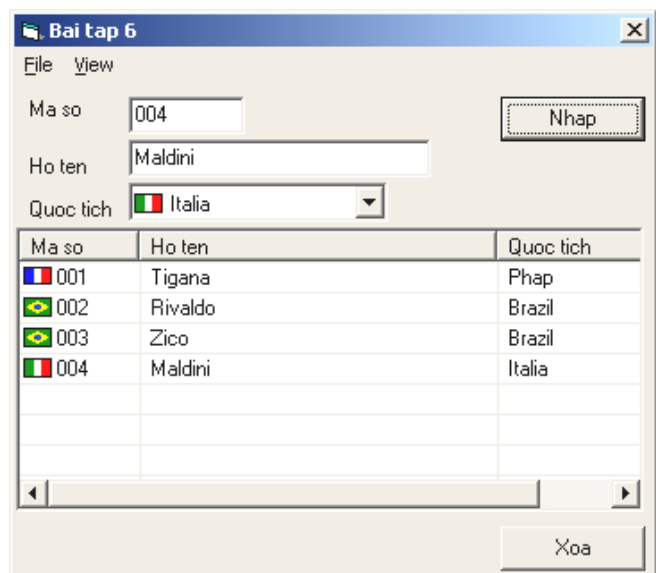 Bai tap 6
File View
Ma so 004 Nhap
Ho ten Maldini
Quoc tich Italia
Ma so Ho ten Quoc tich
001 Tigana Phap
002 Rivaldo Brazil
003 Zico Brazil
004 Maldini Italia
Xoa